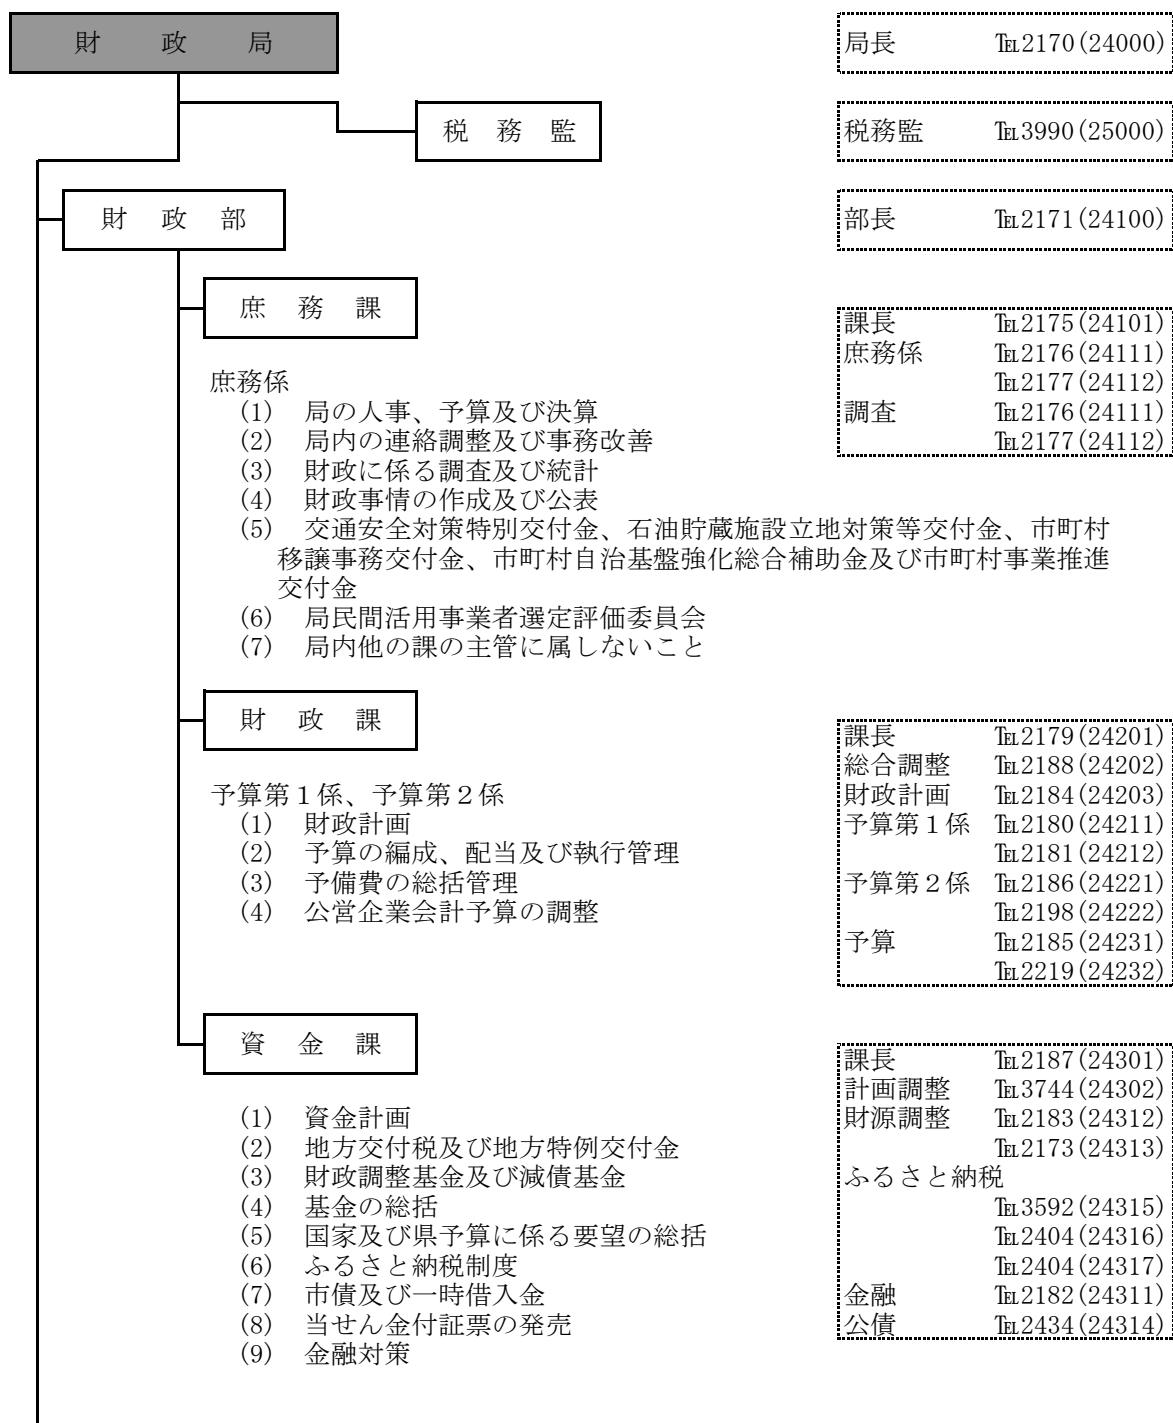 財　政　局
局長　℡2170(24000)
税　務　監
税務監　℡3990(25000)
財　政　部
部長　℡2171(24100)
庶　務　課
課長　℡2175(24101)
庶務係　℡2176(24111)
℡2177(24112)
調査　℡2176(24111)
℡2177(24112)
庶務係
(1)　局の人事、予算及び決算
(2)　局内の連絡調整及び事務改善
(3)　財政に係る調査及び統計
(4)　財政事情の作成及び公表
(5)　交通安全対策特別交付金、石油貯蔵施設立地対策等交付金、市町村
移譲事務交付金、市町村自治基盤強化総合補助金及び市町村事業推進
交付金
(6)　局民間活用事業者選定評価委員会
(7)　局内他の課の主管に属しないこと
財　政　課
課長　℡2179(24201)
総合調整　℡2188(24202)
財政計画　℡2184(24203)
予算第１係　℡2180(24211)
℡2181(24212)
予算第２係　℡2186(24221)
℡2198(24222)
予算　℡2185(24231)
℡2219(24232)
予算第１係、予算第２係
(1)　財政計画
(2)　予算の編成、配当及び執行管理
(3)　予備費の総括管理
(4)　公営企業会計予算の調整
資　金　課
課長　℡2187(24301)
計画調整　℡3744(24302)
財源調整　℡2183(24312)
℡2173(24313)
ふるさと納税
℡3592(24315)
℡2404(24316)
℡2404(24317)
金融　℡2182(24311)
公債　℡2434(24314)
(1)　資金計画
(2)　地方交付税及び地方特例交付金
(3)　財政調整基金及び減債基金
(4)　基金の総括
(5)　国家及び県予算に係る要望の総括
(6)　ふるさと納税制度
(7)　市債及び一時借入金
(8)　当せん金付証票の発売
(9)　金融対策